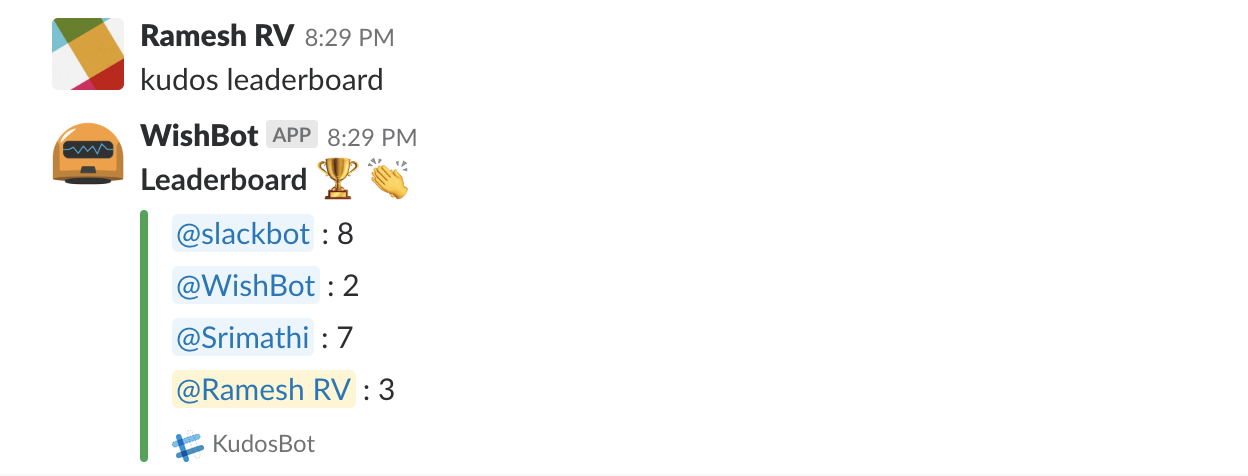 Ramesh RV 8:29 PM
kudos leaderboard
WishBot APP 8:29 PM
Leaderboard 🏆 👏
@slackbot : 8
@WishBot : 2
@Srimathi : 7
@Ramesh RV : 3
KudosBot